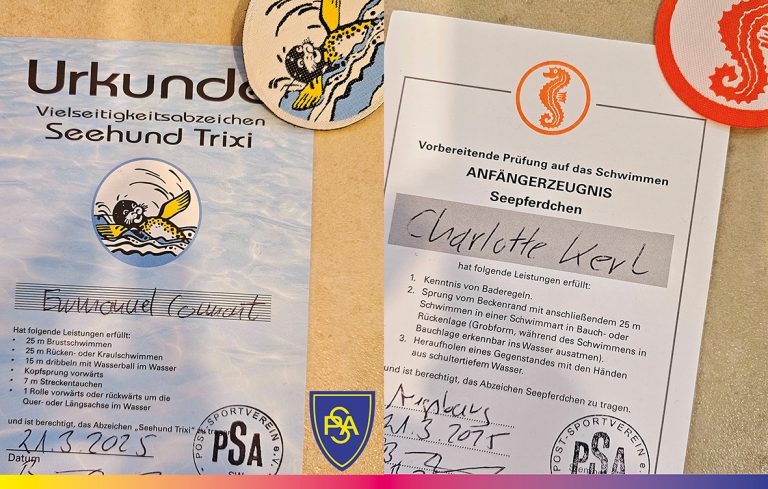 Urkunde
Vielseitigkeitsabzeichen
Seehund Trixi
Emmanuel
Hat folgende Leistungen erfüllt:
• 25 m Brustschwimmen
• 25 m Rücken- oder Kraulschwimmen
• 15 m dribbeln mit Wasserball im Wasser
• Kopfsprung vorwärts
• 7 m Streckentauchen
• 1 Rolle vorwärts oder rückwärts um die
Quer- oder Längsachse im Wasser
und ist berechtigt, das Abzeichen „Seehund Trixi“ zu
21.3.2025
Datum
POST-SPORTVEREIN e.V.
PSA
PSA
Vorbereitende Prüfung auf das Schwimmen
ANFÄNGERZEUGNIS
Seepferdchen
Charlotte Kerl
hat folgende Leistungen erfüllt:
1. Kenntnis von Baderegeln.
2. Sprung vom Beckenrand mit anschließendem 25 m
Schwimmen in einer Schwimmart in Bauch- oder
Rückenlage (Grobform, während des Schwimmens in
Bauchlage erkennbar ins Wasser ausatmen).
3. Heraufholen eines Gegenstandes mit den Händen
aus schultertiefem Wasser.
und ist berechtigt, das Abzeichen Seepferdchen zu tragen.
Augsburg
21.3.2025
POST-SPORTVEREIN e.V.
PSA